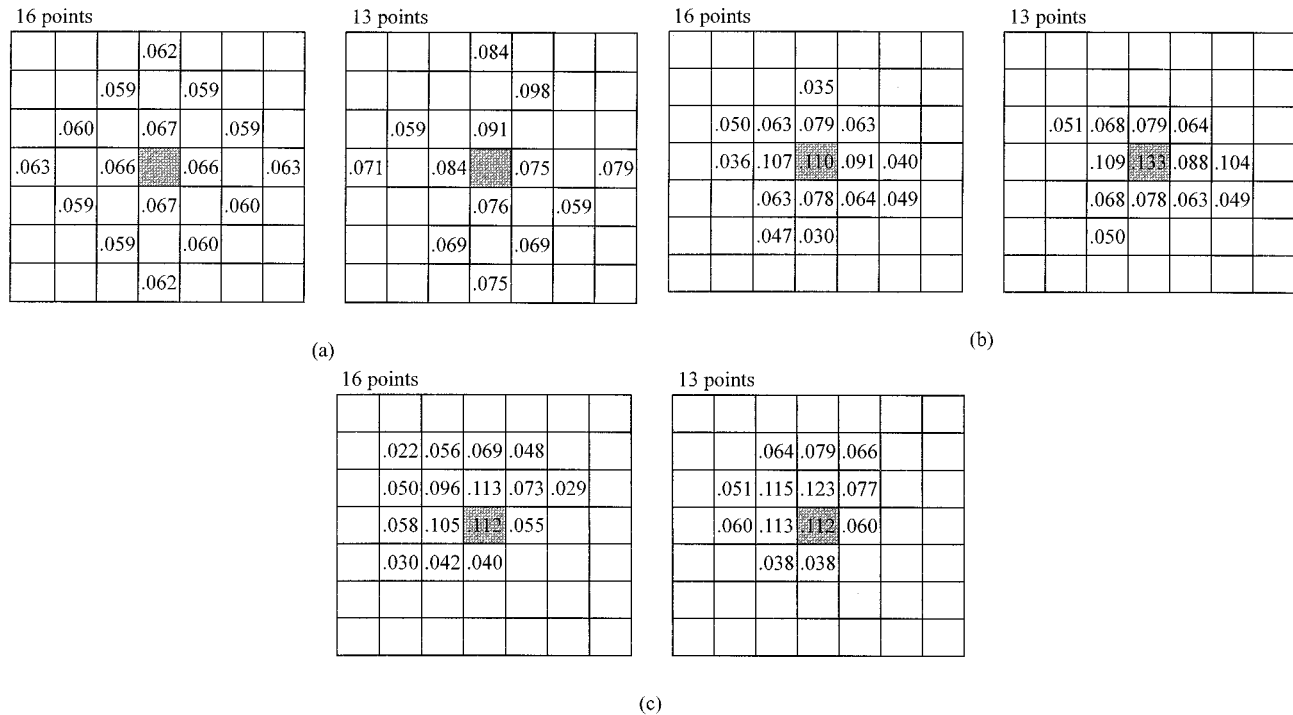 16 points
.062
.059 .059
.060 .067 .059
.063 .066 .066 .063
.059 .067 .060
.059 .060
.062
13 points
.084
.098
.059 .091
.071 .084 .075 .079
.076 .059
.069 .069
.075
(a)
16 points
.035
.050 .063 .079 .063
.036 .107 .110 .091 .040
.063 .078 .064 .049
.047 .030
13 points
.051 .068 .079 .064
.109 .133 .088 .104
.068 .078 .063 .049
.050
(b)
16 points
.022 .056 .069 .048
.050 .096 .113 .073 .029
.058 .105 .112 .055
.030 .042 .040
13 points
.064 .079 .066
.051 .115 .123 .077
.060 .113 .112 .060
.038 .038
(c)